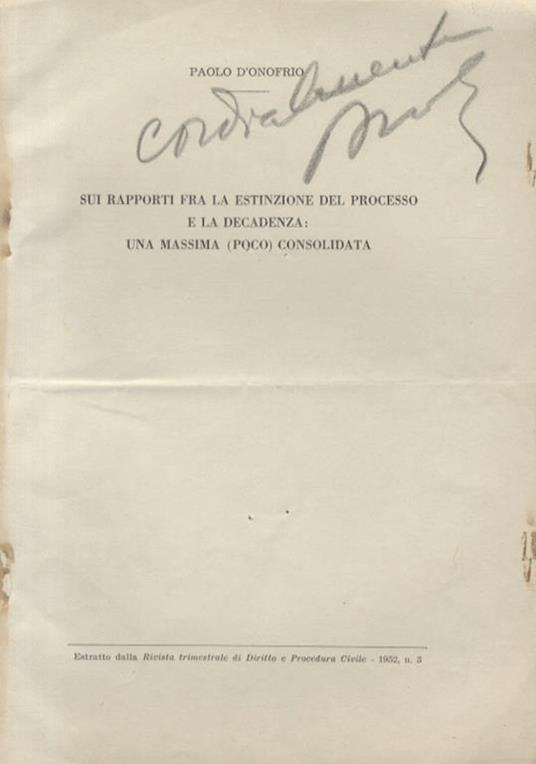 PAOLO D'ONOFRIO
cordialmente
SUI RAPPORTI FRA LA ESTINZIONE DEL PROCESSO
E LA DECADENZA:
UNA MASSIMA (POCO) CONSOLIDATA
Estratto dalla Rivista trimestrale di Diritto e Procedura Civile - 1952, n. 3